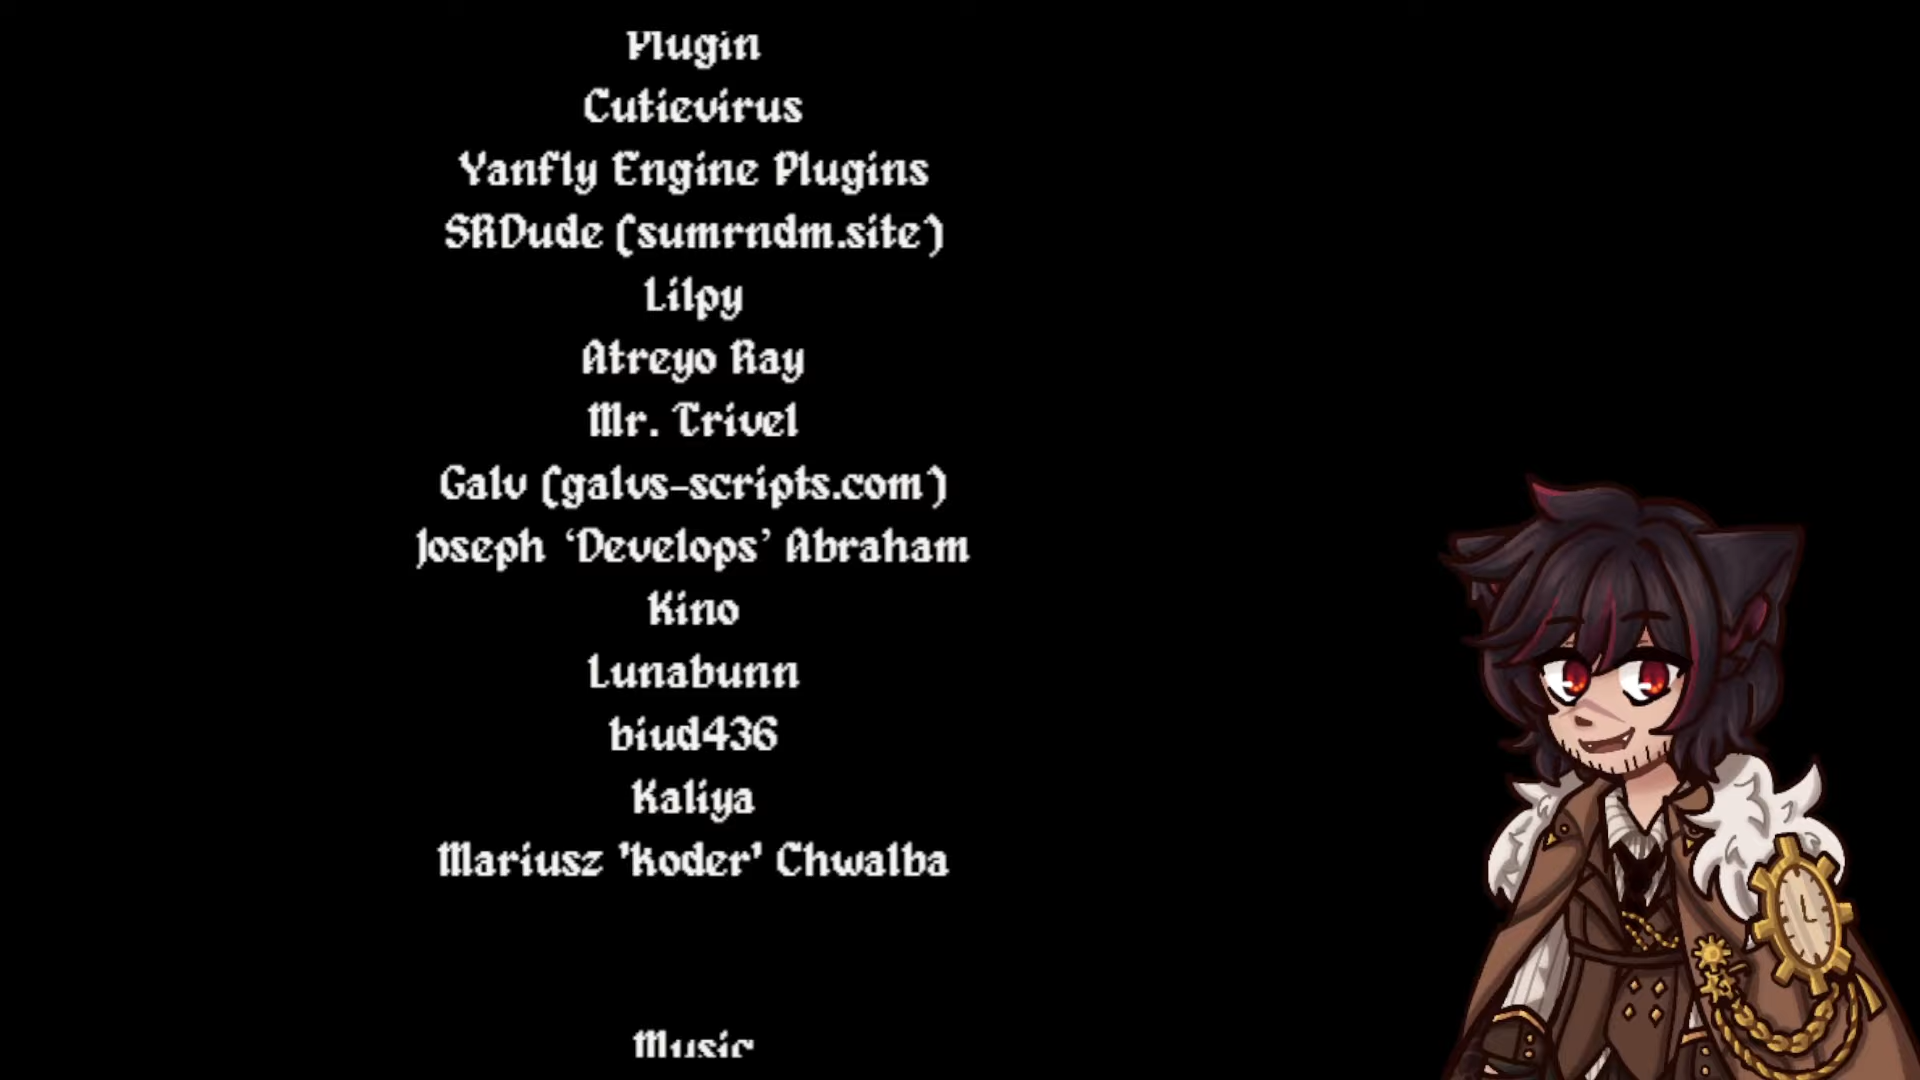 Plugin
Cutievirus
Yanfly Engine Plugins
SRDude (sumrndm.site)
Lilpy
Atreyo Ray
Mr. Trivel
Galv (galvs-scripts.com)
Joseph ‘Develops’ Abraham
Kino
Lunabunn
biud436
Kaliya
Mariusz 'Koder' Chwalba
Music